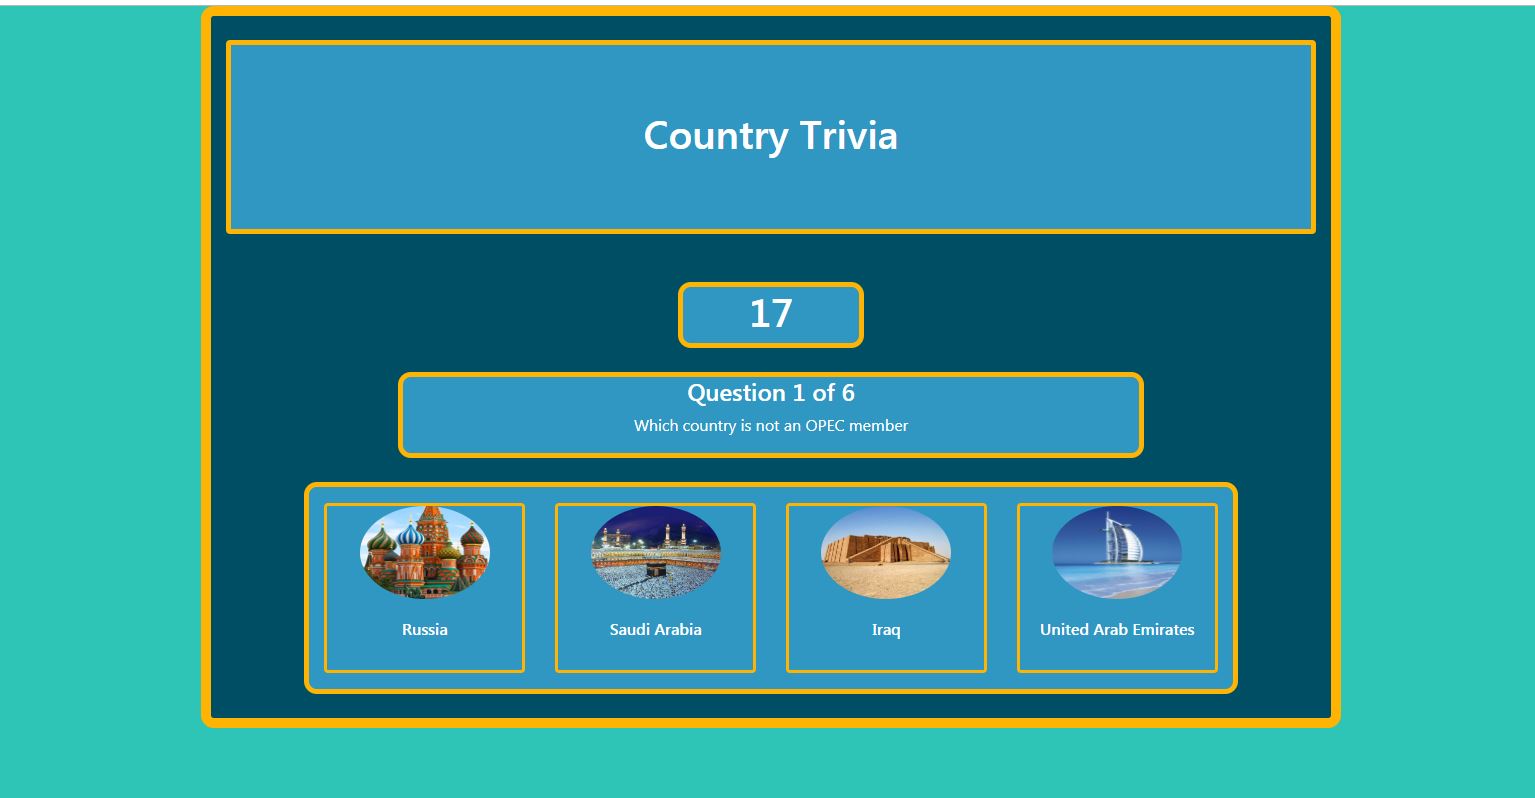 Country Trivia
17
Question 1 of 6
Which country is not an OPEC member
Russia
Saudi Arabia
Iraq
United Arab Emirates